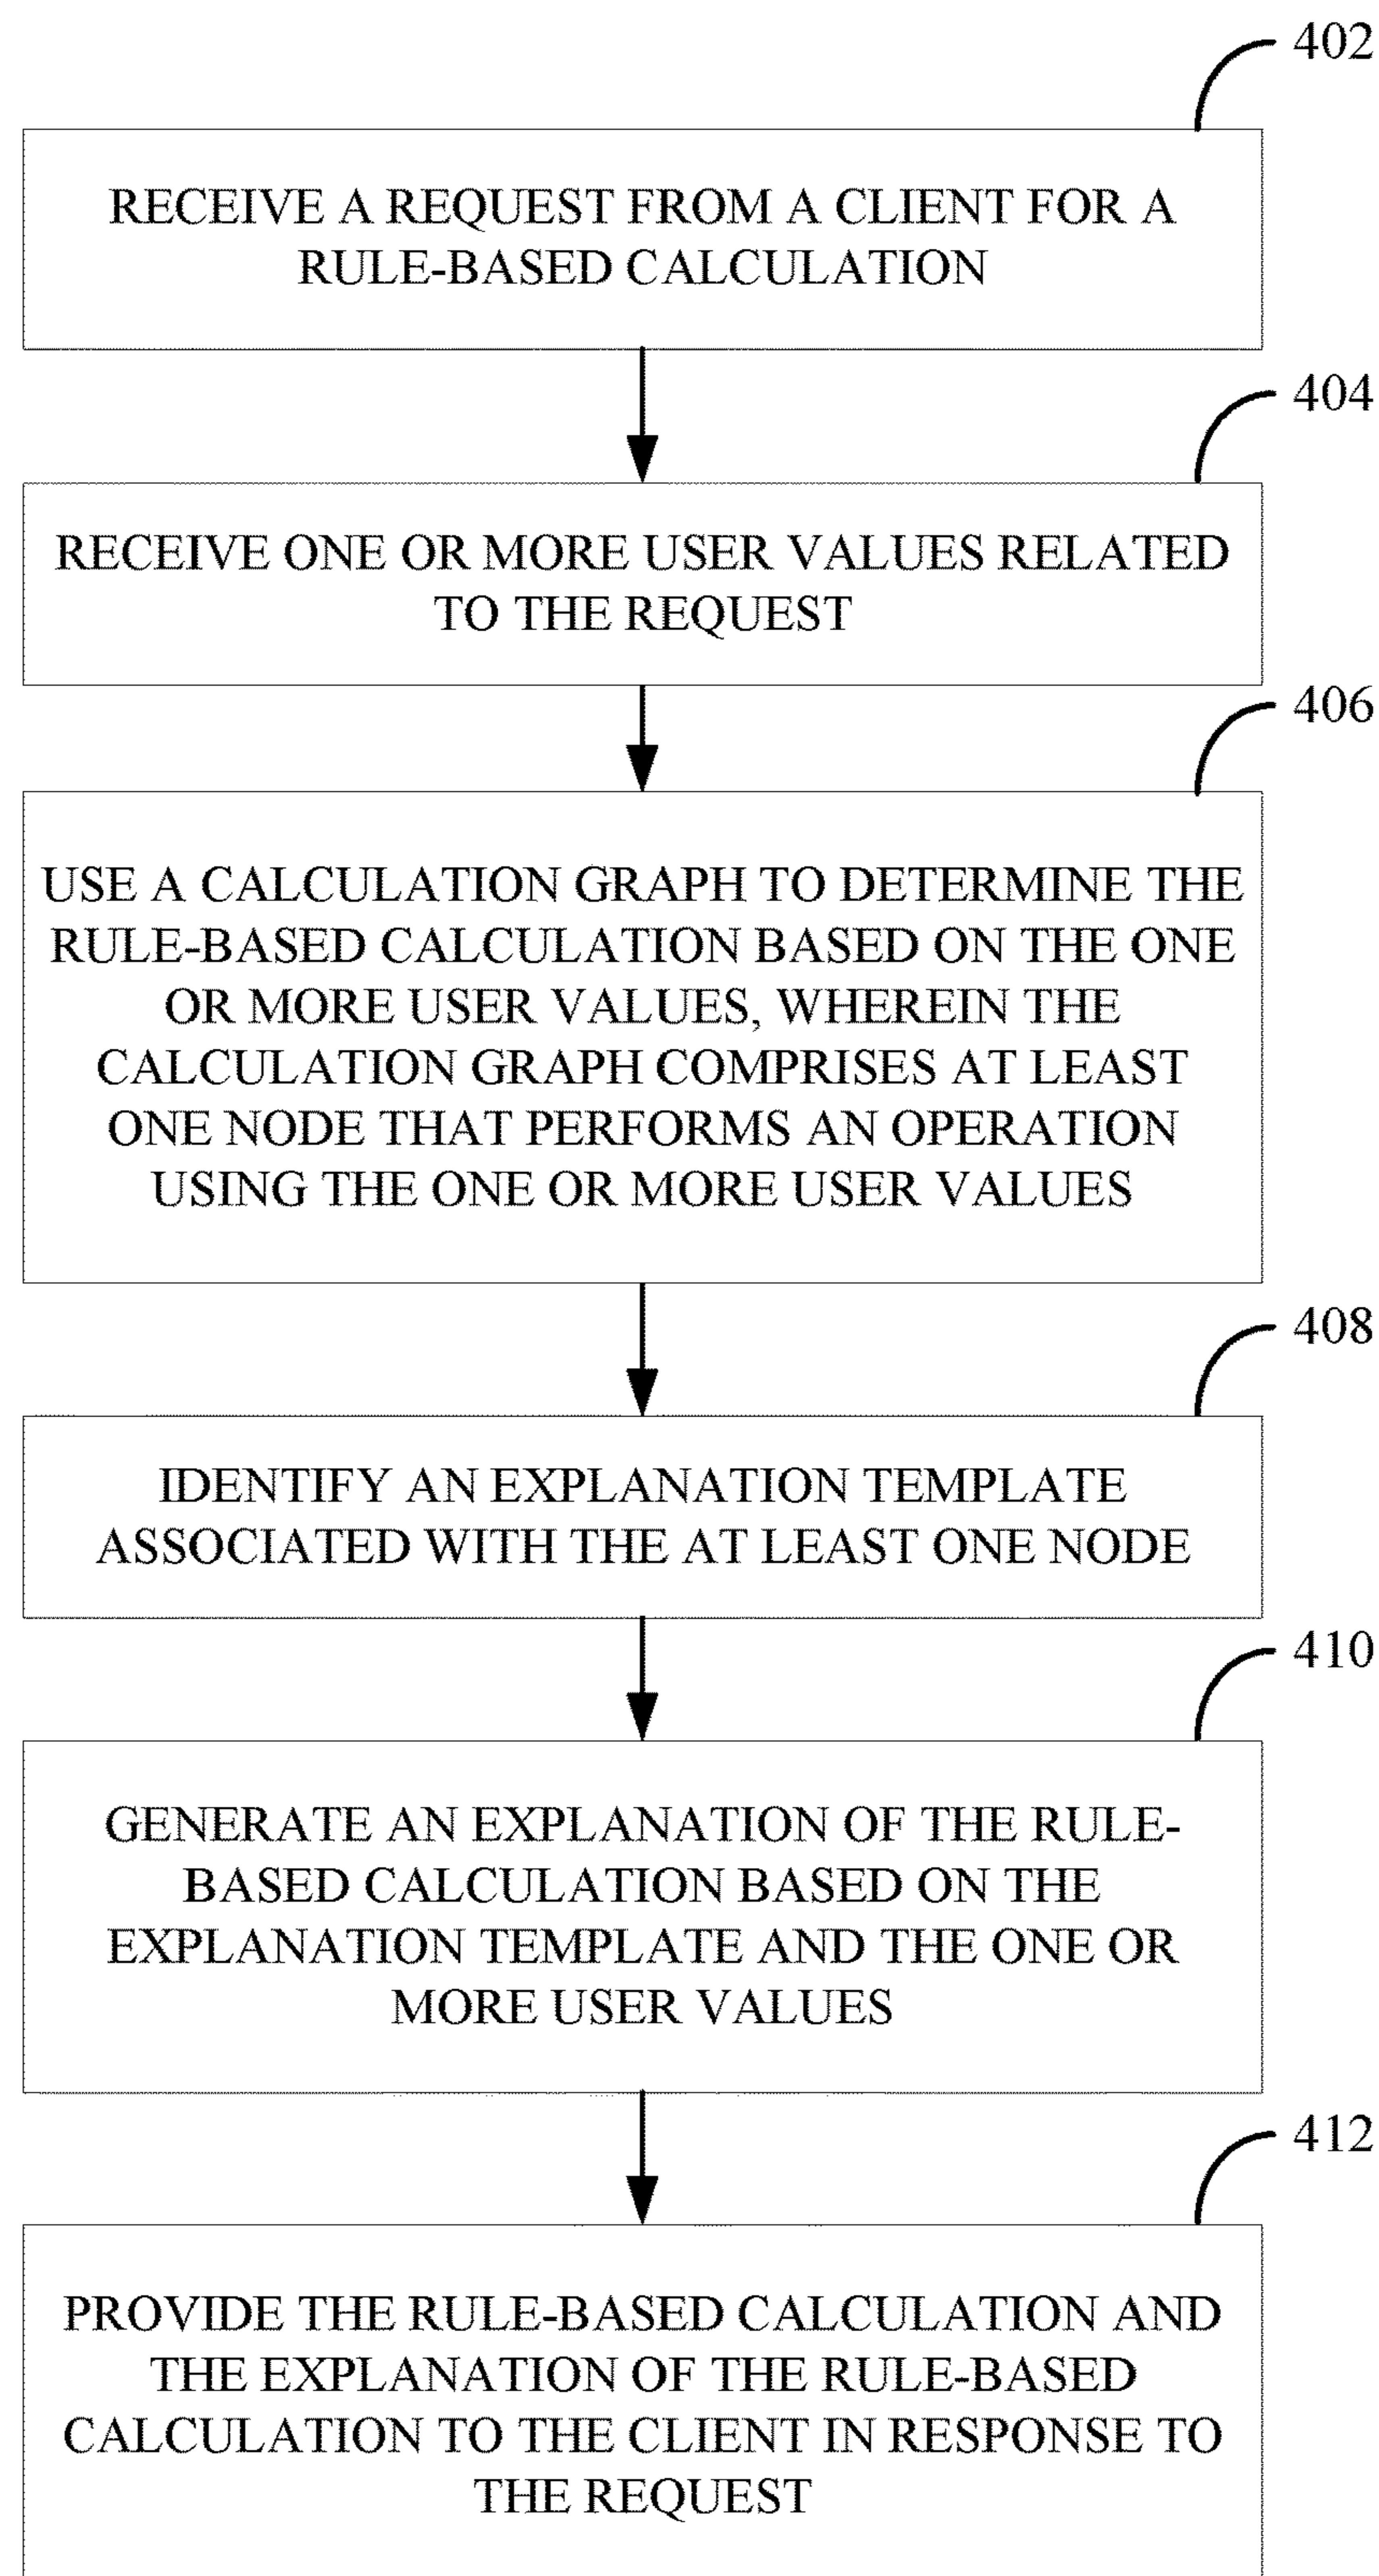 402
RECEIVE A REQUEST FROM A CLIENT FOR A
RULE-BASED CALCULATION
404
RECEIVE ONE OR MORE USER VALUES RELATED
TO THE REQUEST
406
USE A CALCULATION GRAPH TO DETERMINE THE
RULE-BASED CALCULATION BASED ON THE ONE
OR MORE USER VALUES, WHEREIN THE
CALCULATION GRAPH COMPRISES AT LEAST
ONE NODE THAT PERFORMS AN OPERATION
USING THE ONE OR MORE USER VALUES
408
IDENTIFY AN EXPLANATION TEMPLATE
ASSOCIATED WITH THE AT LEAST ONE NODE
410
GENERATE AN EXPLANATION OF THE RULE-
BASED CALCULATION BASED ON THE
EXPLANATION TEMPLATE AND THE ONE OR
MORE USER VALUES
412
PROVIDE THE RULE-BASED CALCULATION AND
THE EXPLANATION OF THE RULE-BASED
CALCULATION TO THE CLIENT IN RESPONSE TO
THE REQUEST